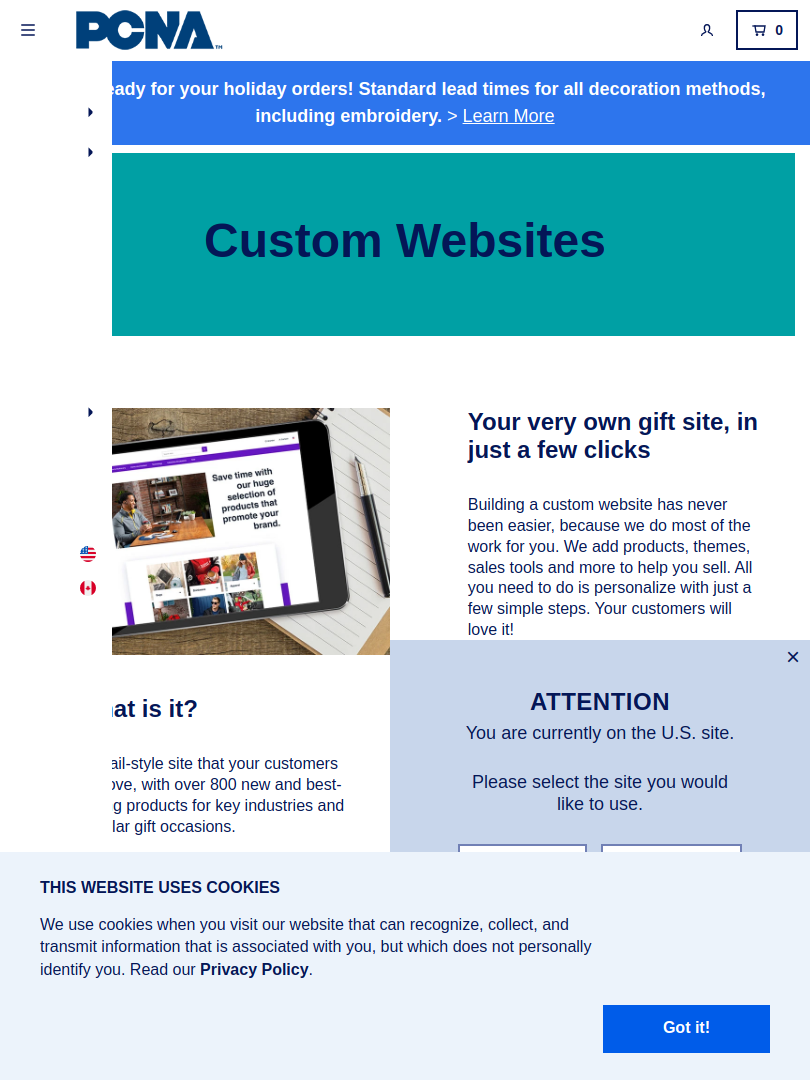 PCNA™
0
eady for your holiday orders! Standard lead times for all decoration methods,
including embroidery. > Learn More
Custom Websites
Save time with
our huge
selection of
products that
promote your
brand.
Your very own gift site, in
just a few clicks
Building a custom website has never
been easier, because we do most of the
work for you. We add products, themes,
sales tools and more to help you sell. All
you need to do is personalize with just a
few simple steps. Your customers will
love it!
at is it?
ail-style site that your customers
ove, with over 800 new and best-
g products for key industries and
lar gift occasions.
×
ATTENTION
You are currently on the U.S. site.
Please select the site you would
like to use.
THIS WEBSITE USES COOKIES
We use cookies when you visit our website that can recognize, collect, and
transmit information that is associated with you, but which does not personally
identify you. Read our Privacy Policy.
Got it!